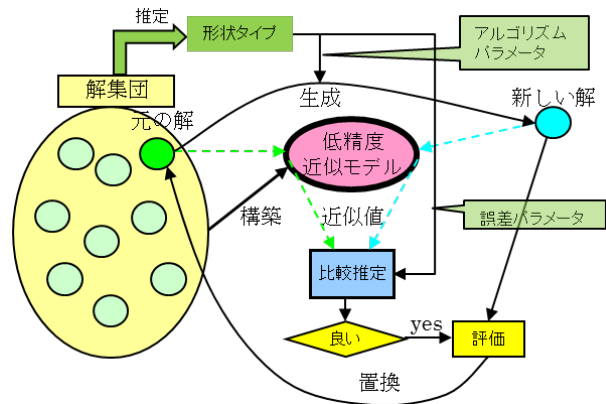 推定
形状タイプ
アルゴリズム
パラメータ
解集団
生成
新しい解
元の解
低精度
近似モデル
構築
近似値
誤差パラメータ
比較推定
良い
yes
評価
置換